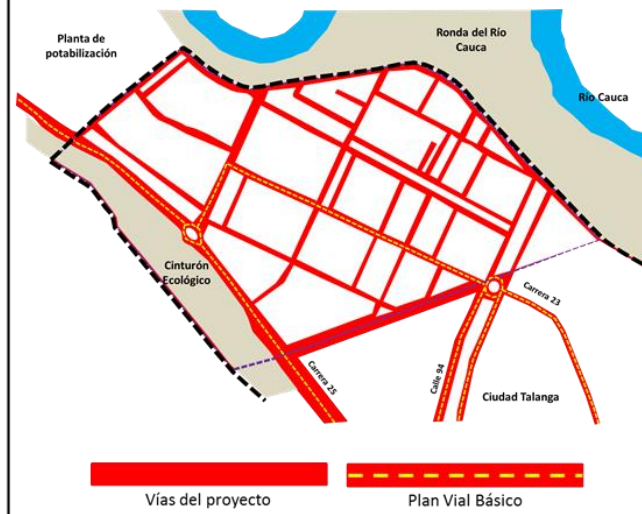 Planta de
potabilización
Ronda del Río
Cauca
Río Cauca
Cinturón
Ecológico
Carrera 23
Carrera 25
Calle 94
Ciudad Talanga
Vías del proyecto
Plan Vial Básico